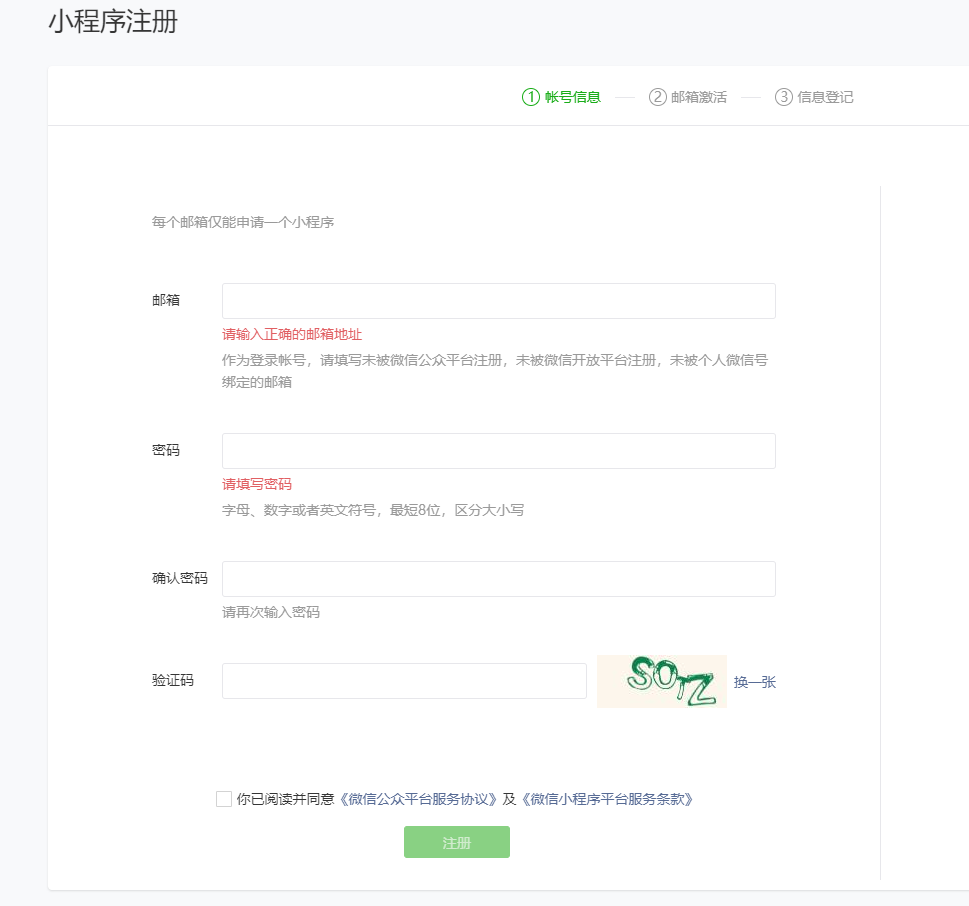 小程序注册
① 帐号信息 — ② 邮箱激活 — ③ 信息登记
每个邮箱仅能申请一个小程序
邮箱
请输入正确的邮箱地址
作为登录帐号，请填写未被微信公众平台注册，未被微信开放平台注册，未被个人微信号
绑定的邮箱
密码
请填写密码
字母、数字或者英文符号，最短8位，区分大小写
确认密码
请再次输入密码
验证码
换一张
你已阅读并同意《微信公众平台服务协议》及《微信小程序平台服务条款》
注册